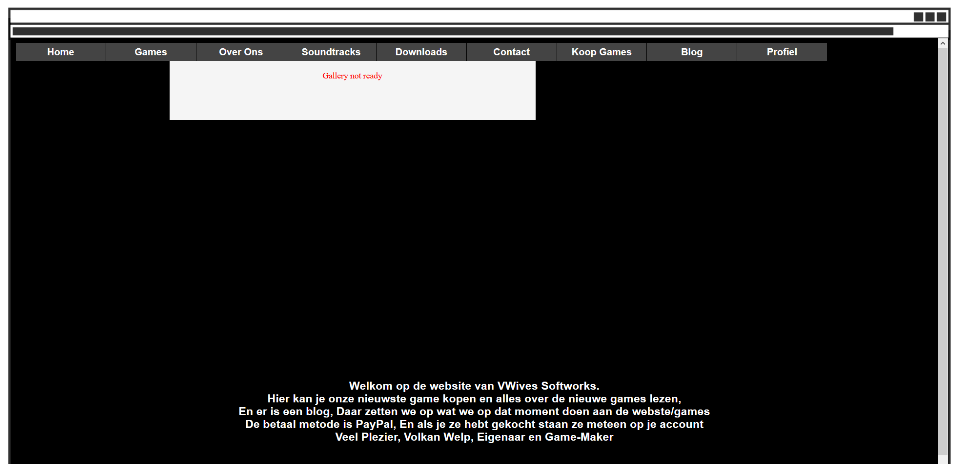 Home Games Over Ons Soundtracks Downloads Contact Koop Games Blog Profiel
Gallery not ready
Welkom op de website van VWives Softworks.
Hier kan je onze nieuwste game kopen en alles over de nieuwe games lezen,
En er is een blog, Daar zetten we op wat we op dat moment doen aan de webste/games
De betaal metode is PayPal, En als je ze hebt gekocht staan ze meteen op je account
Veel Plezier, Volkan Welp, Eigenaar en Game-Maker